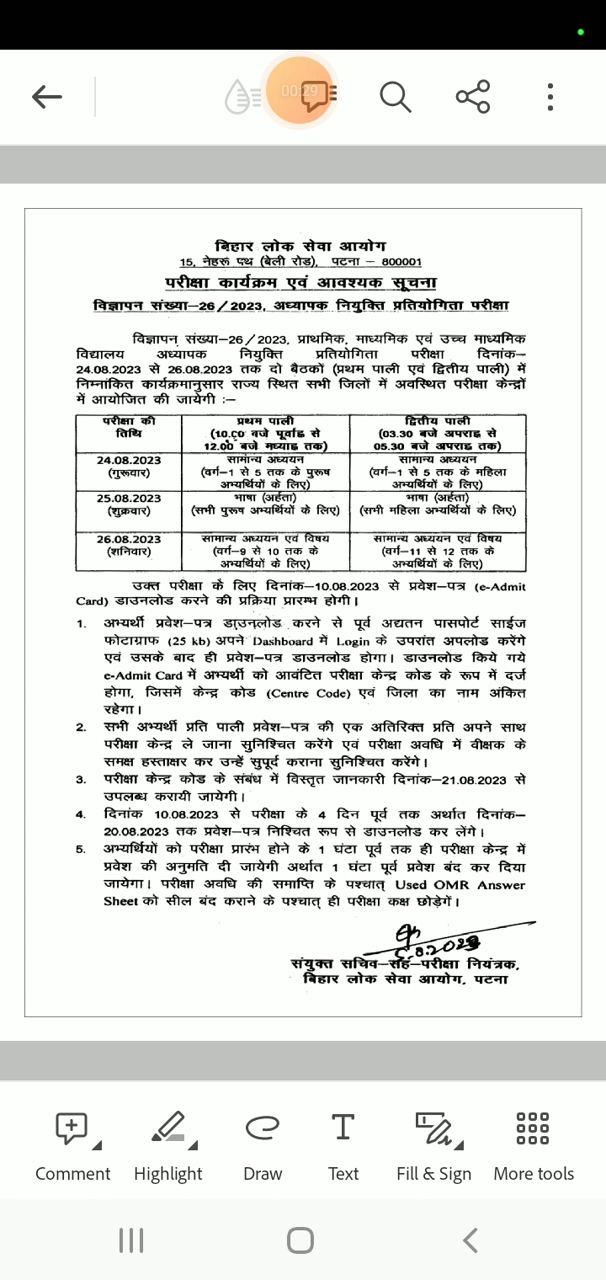 00:29
बिहार लोक सेवा आयोग
15, नेहरू पथ (बेली रोड), पटना – 800001
परीक्षा कार्यक्रम एवं आवश्यक सूचना
विज्ञापन संख्या–26/2023, अध्यापक नियुक्ति प्रतियोगिता परीक्षा
विज्ञापन संख्या–26/2023, प्राथमिक, माध्यमिक एवं उच्च माध्यमिक
विद्यालय अध्यापक नियुक्ति प्रतियोगिता परीक्षा दिनांक–
24.08.2023 से 26.08.2023 तक दो बैठकों (प्रथम पाली एवं द्वितीय पाली) में
निम्नांकित कार्यक्रमानुसार राज्य स्थित सभी जिलों में अवस्थित परीक्षा केन्द्रों
में आयोजित की जायेगी :–
परीक्षा की तिथि
प्रथम पाली
(10.00 बजे पूर्वाह्न से
12.00 बजे मध्याह्न तक)
द्वितीय पाली
(03.30 बजे अपराह्न से
05.30 बजे अपराह्न तक)
24.08.2023
(गुरूवार)
सामान्य अध्ययन
(वर्ग–1 से 5 तक के पुरूष
अभ्यर्थियों के लिए)
सामान्य अध्ययन
(वर्ग–1 से 5 तक के महिला
अभ्यर्थियों के लिए)
25.08.2023
(शुक्रवार)
भाषा (अर्हता)
(सभी पुरूष अभ्यर्थियों के लिए)
भाषा (अर्हता)
(सभी महिला अभ्यर्थियों के लिए)
26.08.2023
(शनिवार)
सामान्य अध्ययन एवं विषय
(वर्ग–9 से 10 तक के
अभ्यर्थियों के लिए)
सामान्य अध्ययन एवं विषय
(वर्ग–11 से 12 तक के
अभ्यर्थियों के लिए)
उक्त परीक्षा के लिए दिनांक–10.08.2023 से प्रवेश–पत्र (e-Admit
Card) डाउनलोड करने की प्रक्रिया प्रारम्भ होगी।
1. अभ्यर्थी प्रवेश–पत्र डाउनलोड करने से पूर्व अद्यतन पासपोर्ट साईज
फोटोग्राफ (25 kb) अपने Dashboard में Login के उपरांत अपलोड करेंगे
एवं उसके बाद ही प्रवेश–पत्र डाउनलोड होगा। डाउनलोड किये गये
e-Admit Card में अभ्यर्थी को आवंटित परीक्षा केन्द्र कोड के रूप में दर्ज
होगा, जिसमें केन्द्र कोड (Centre Code) एवं जिला का नाम अंकित
रहेगा।
2. सभी अभ्यर्थी प्रति पाली प्रवेश–पत्र की एक अतिरिक्त प्रति अपने साथ
परीक्षा केन्द्र ले जाना सुनिश्चित करेंगे एवं परीक्षा अवधि में वीक्षक के
समक्ष हस्ताक्षर कर उन्हें सुपूर्द कराना सुनिश्चित करेंगे।
3. परीक्षा केन्द्र कोड के संबंध में विस्तृत जानकारी दिनांक–21.08.2023 से
उपलब्ध करायी जायेगी।
4. दिनांक 10.08.2023 से परीक्षा के 4 दिन पूर्व तक अर्थात दिनांक–
20.08.2023 तक प्रवेश–पत्र निश्चित रूप से डाउनलोड कर लेंगे।
5. अभ्यर्थियों को परीक्षा प्रारंभ होने के 1 घंटा पूर्व तक ही परीक्षा केन्द्र में
प्रवेश की अनुमति दी जायेगी अर्थात 1 घंटा पूर्व प्रवेश बंद कर दिया
जायेगा। परीक्षा अवधि की समाप्ति के पश्चात् Used OMR Answer
Sheet को सील बंद कराने के पश्चात् ही परीक्षा कक्ष छोड़ेगें।
.8.2023
संयुक्त सचिव–सह–परीक्षा नियंत्रक,
बिहार लोक सेवा आयोग, पटना
Comment Highlight Draw Text Fill & Sign More tools